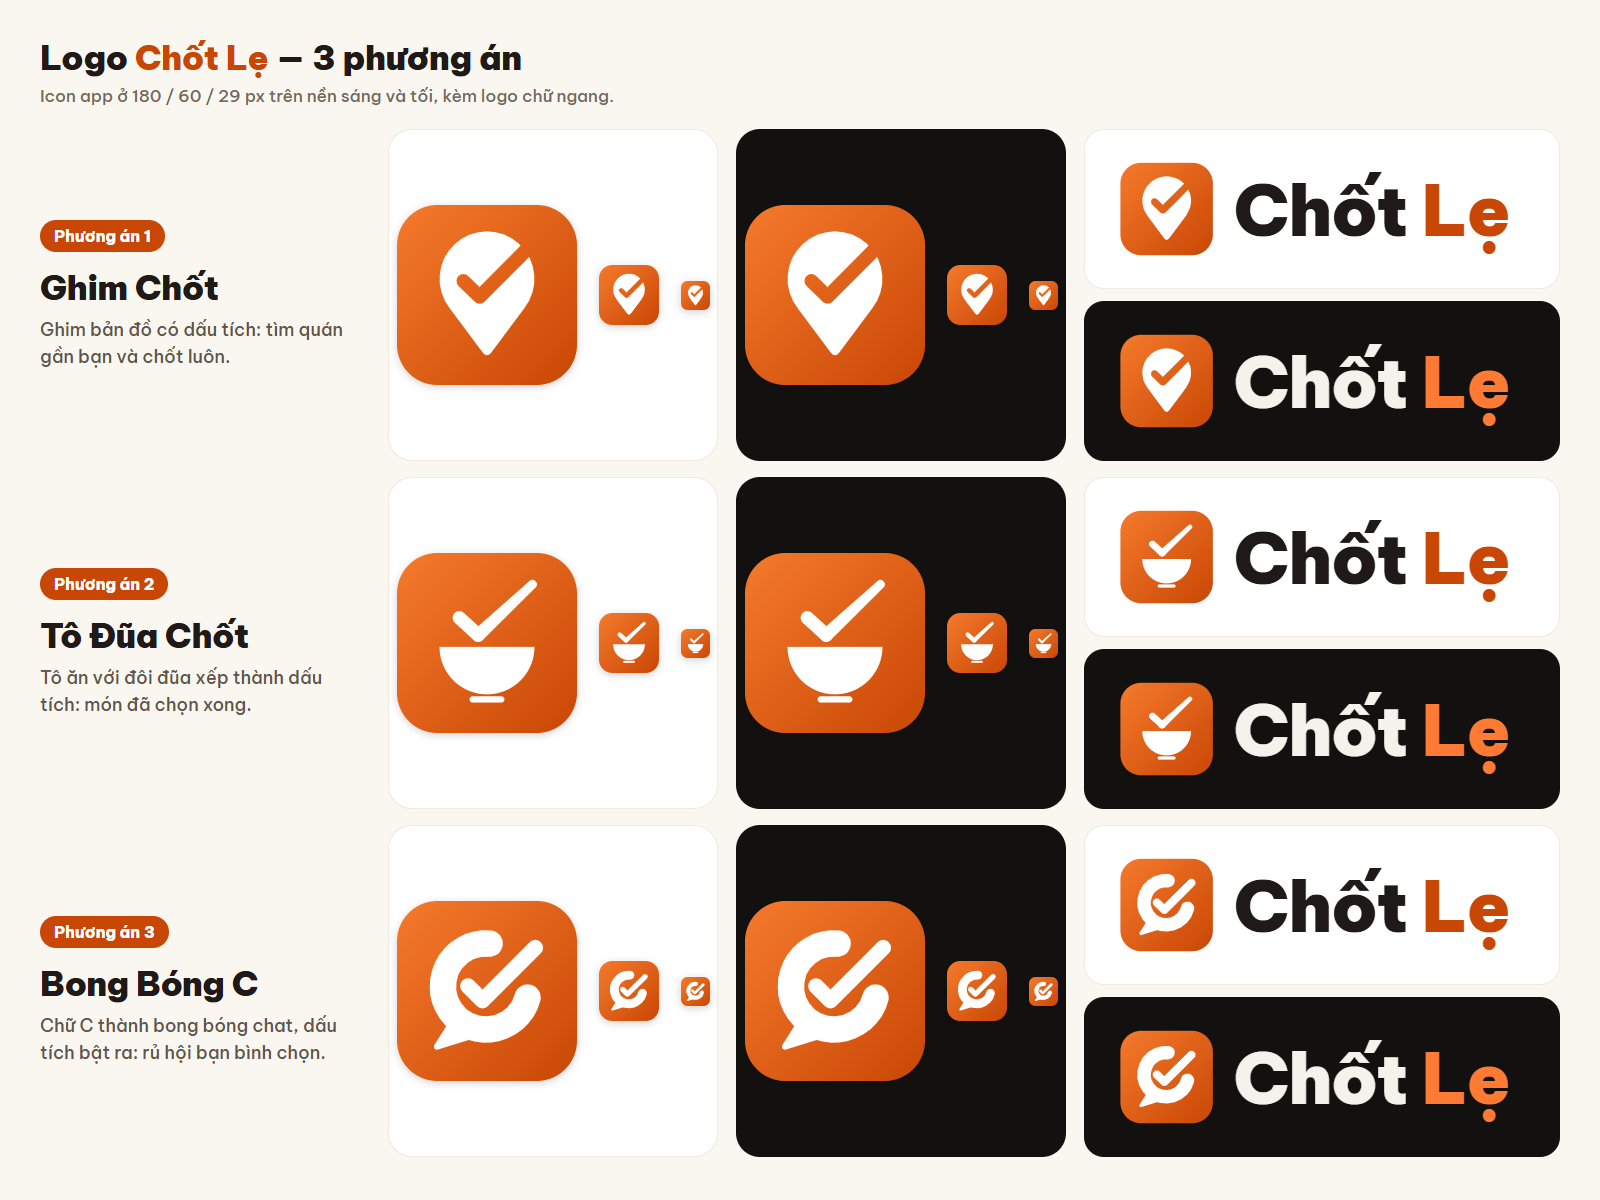 Logo Chốt Lẹ — 3 phương án
Icon app ở 180 / 60 / 29 px trên nền sáng và tối, kèm logo chữ ngang.
Phương án 1
Ghim Chốt
Ghim bản đồ có dấu tích: tìm quán
gần bạn và chốt luôn.
Chốt Lẹ
Chốt Lẹ
Phương án 2
Tô Đũa Chốt
Tô ăn với đôi đũa xếp thành dấu
tích: món đã chọn xong.
Chốt Lẹ
Chốt Lẹ
Phương án 3
Bong Bóng C
Chữ C thành bong bóng chat, dấu
tích bật ra: rủ hội bạn bình chọn.
Chốt Lẹ
Chốt Lẹ